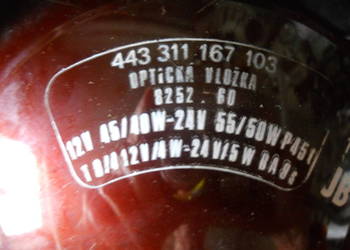 443 311 167 103
OPTICKÁ VLOŽKA
8252.60
12V 45/40W-24V 55/50W P45t
T 8/4 12V/4W-24V/5W BA9s
JB